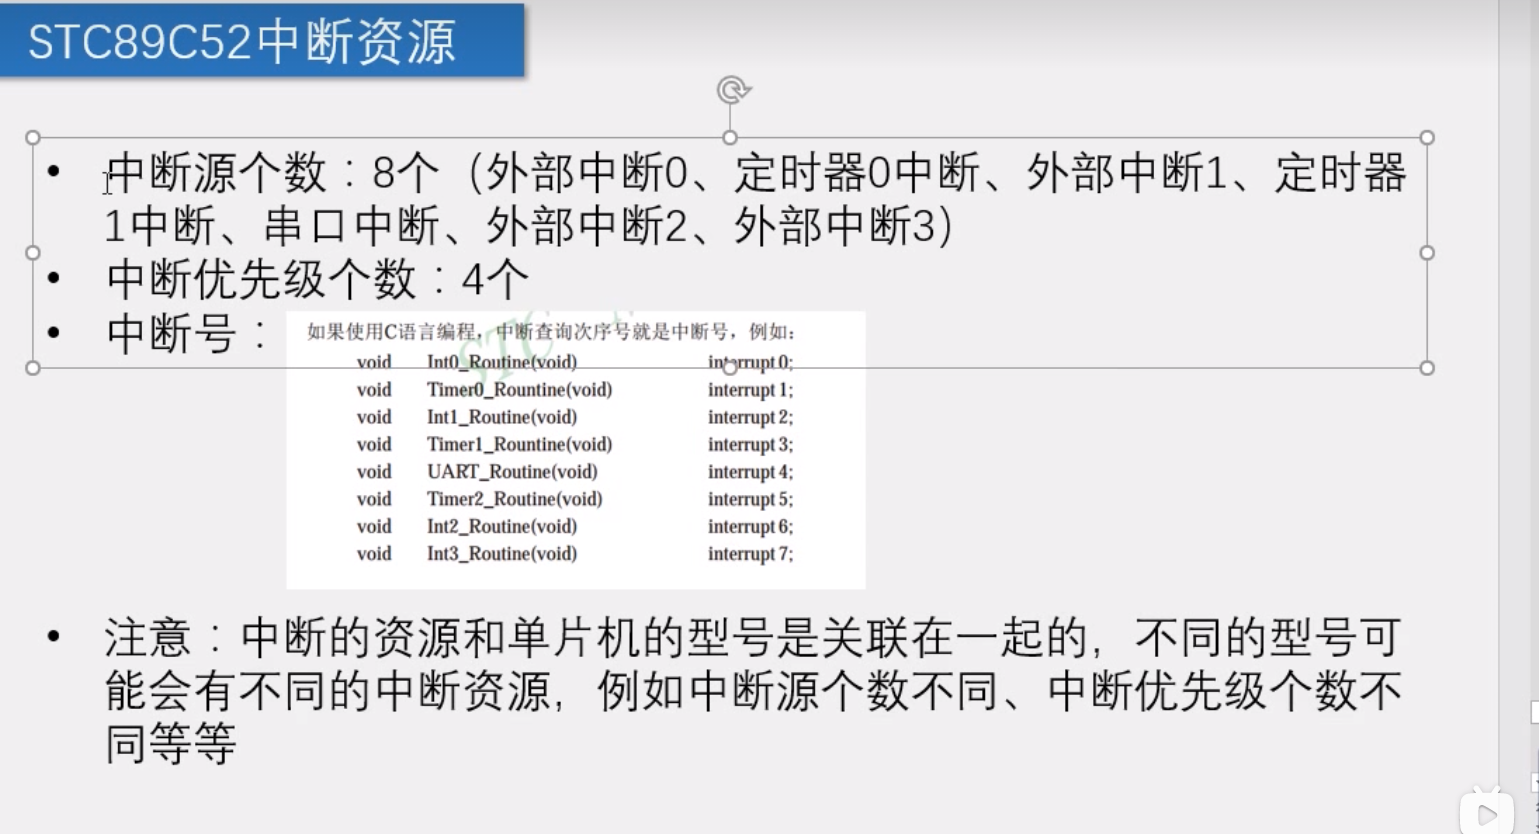 STC89C52中断资源
• 中断源个数：8个（外部中断0、定时器0中断、外部中断1、定时器
1中断、串口中断、外部中断2、外部中断3）
• 中断优先级个数：4个
• 中断号：
如果使用C语言编程，中断查询次序号就是中断号，例如：
void Int0_Routine(void) interrupt 0;
void Timer0_Rountine(void) interrupt 1;
void Int1_Routine(void) interrupt 2;
void Timer1_Rountine(void) interrupt 3;
void UART_Routine(void) interrupt 4;
void Timer2_Routine(void) interrupt 5;
void Int2_Routine(void) interrupt 6;
void Int3_Routine(void) interrupt 7;
• 注意：中断的资源和单片机的型号是关联在一起的，不同的型号可
能会有不同的中断资源，例如中断源个数不同、中断优先级个数不
同等等